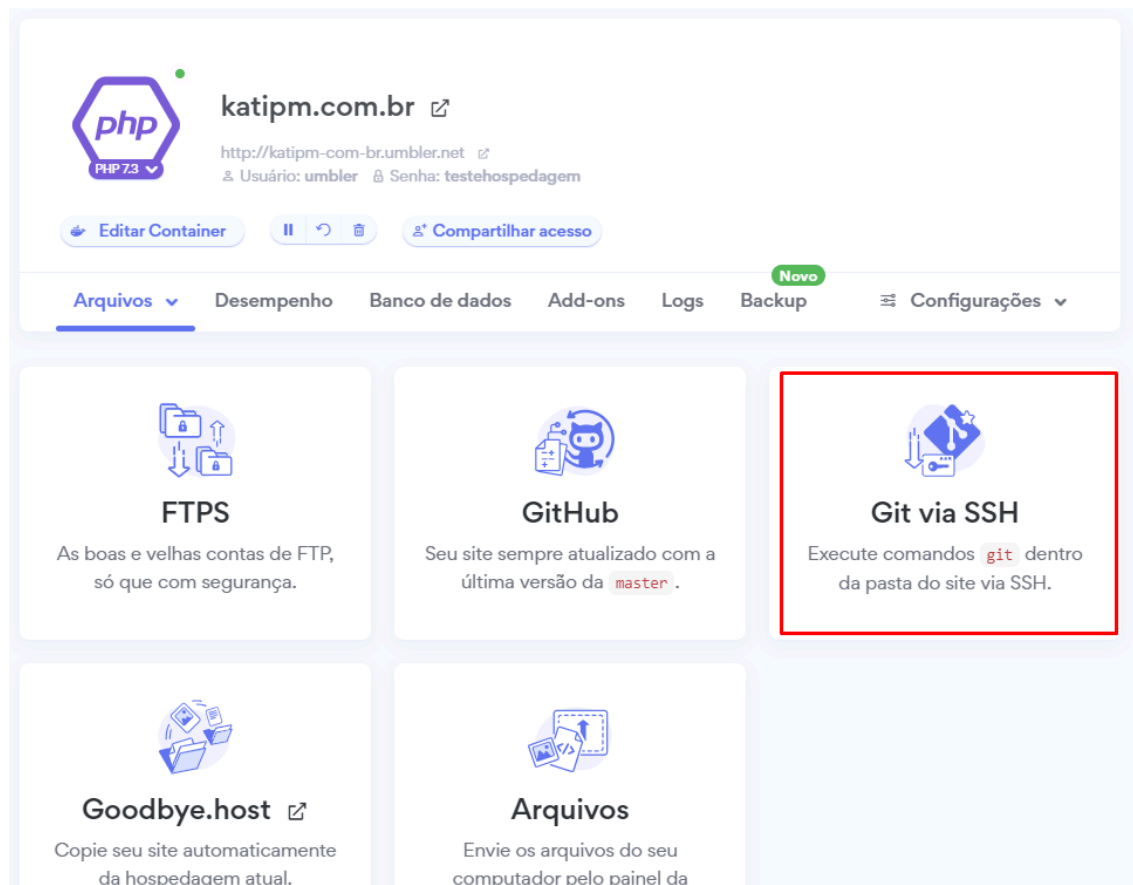 php
PHP 7.3
katipm.com.br
http://katipm-com-br.umbler.net
Usuário: umbler Senha: testehospedagem
Editar Container
Compartilhar acesso
Novo
Arquivos Desempenho Banco de dados Add-ons Logs Backup Configurações
FTPS
As boas e velhas contas de FTP,
só que com segurança.
GitHub
Seu site sempre atualizado com a
última versão da master .
Git via SSH
Execute comandos git dentro
da pasta do site via SSH.
Goodbye.host
Copie seu site automaticamente
da hospedagem atual.
Arquivos
Envie os arquivos do seu
computador pelo painel da